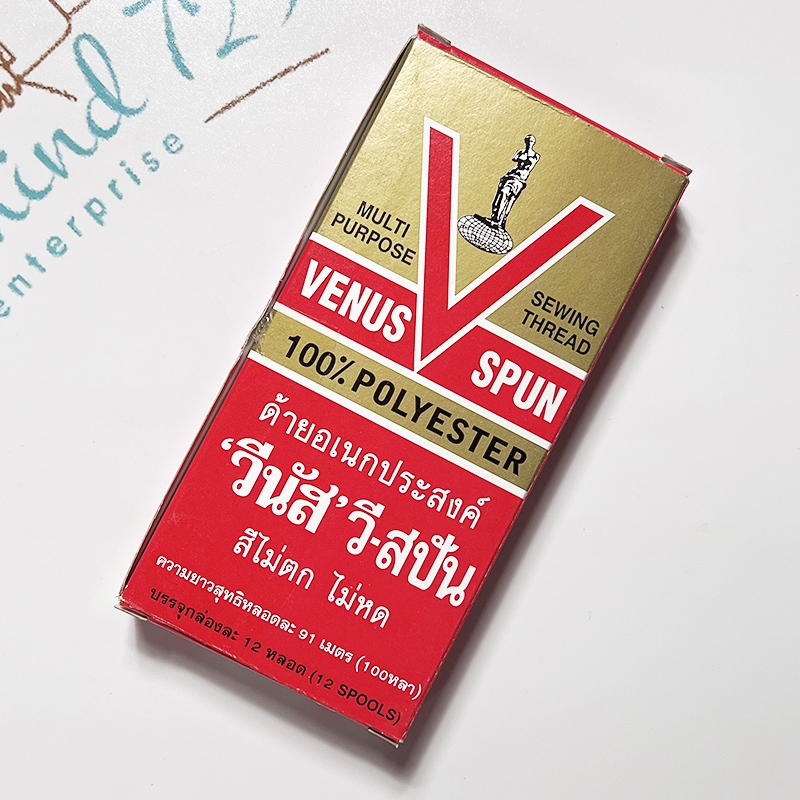 enterprise
MULTI
PURPOSE
SEWING
THREAD
VENUS V SPUN
100% POLYESTER
ด้ายอเนกประสงค์
‘วีนัส’ วี-สปัน
สีไม่ตก ไม่หด
ความยาวสุทธิหลอดละ 91 เมตร (100หลา)
บรรจุกล่องละ 12 หลอด (12 SPOOLS)